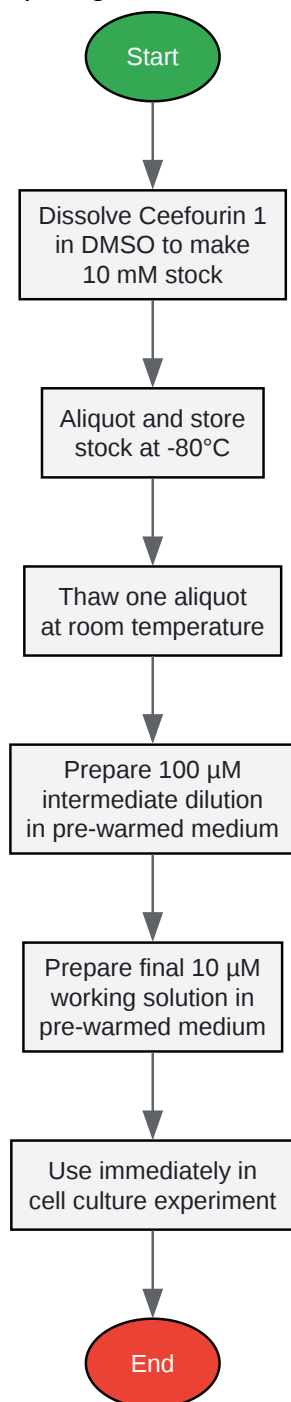 Start
Dissolve Ceefourin 1
in DMSO to make
10 mM stock
Aliquot and store
stock at -80°C
Thaw one aliquot
at room temperature
Prepare 100 µM
intermediate dilution
in pre-warmed medium
Prepare final 10 µM
working solution in
pre-warmed medium
Use immediately in
cell culture experiment
End